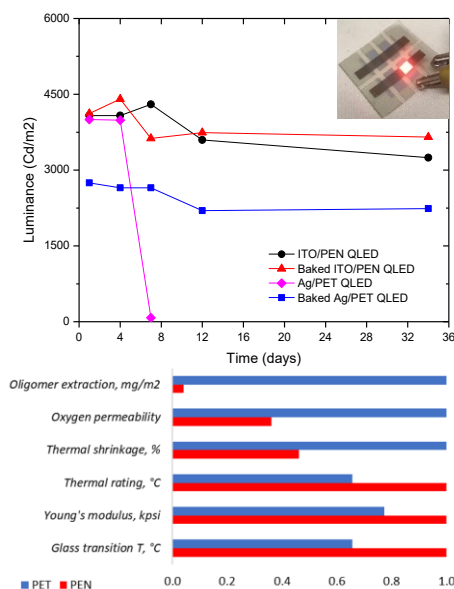 6000
4500
3000
1500
0
Luminance (Cd/m2)
ITO/PEN QLED
Baked ITO/PEN QLED
Ag/PET QLED
Baked Ag/PET QLED
0 4 8 12 16 20 24 28 32 36
Time (days)
Oligomer extraction, mg/m2
Oxygen permeability
Thermal shrinkage, %
Thermal rating, °C
Young's modulus, kpsi
Glass transition T, °C
PET PEN
0.0 0.2 0.4 0.6 0.8 1.0